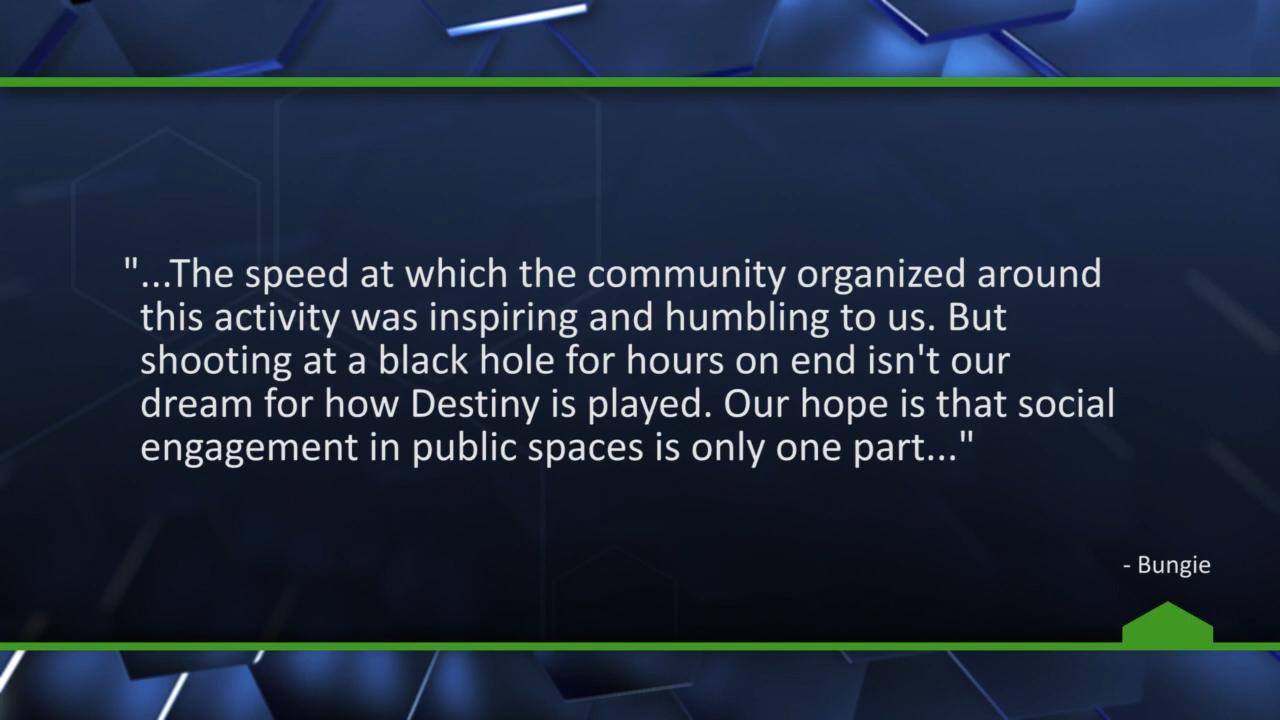 "...The speed at which the community organized around
this activity was inspiring and humbling to us. But
shooting at a black hole for hours on end isn't our
dream for how Destiny is played. Our hope is that social
engagement in public spaces is only one part..."
- Bungie